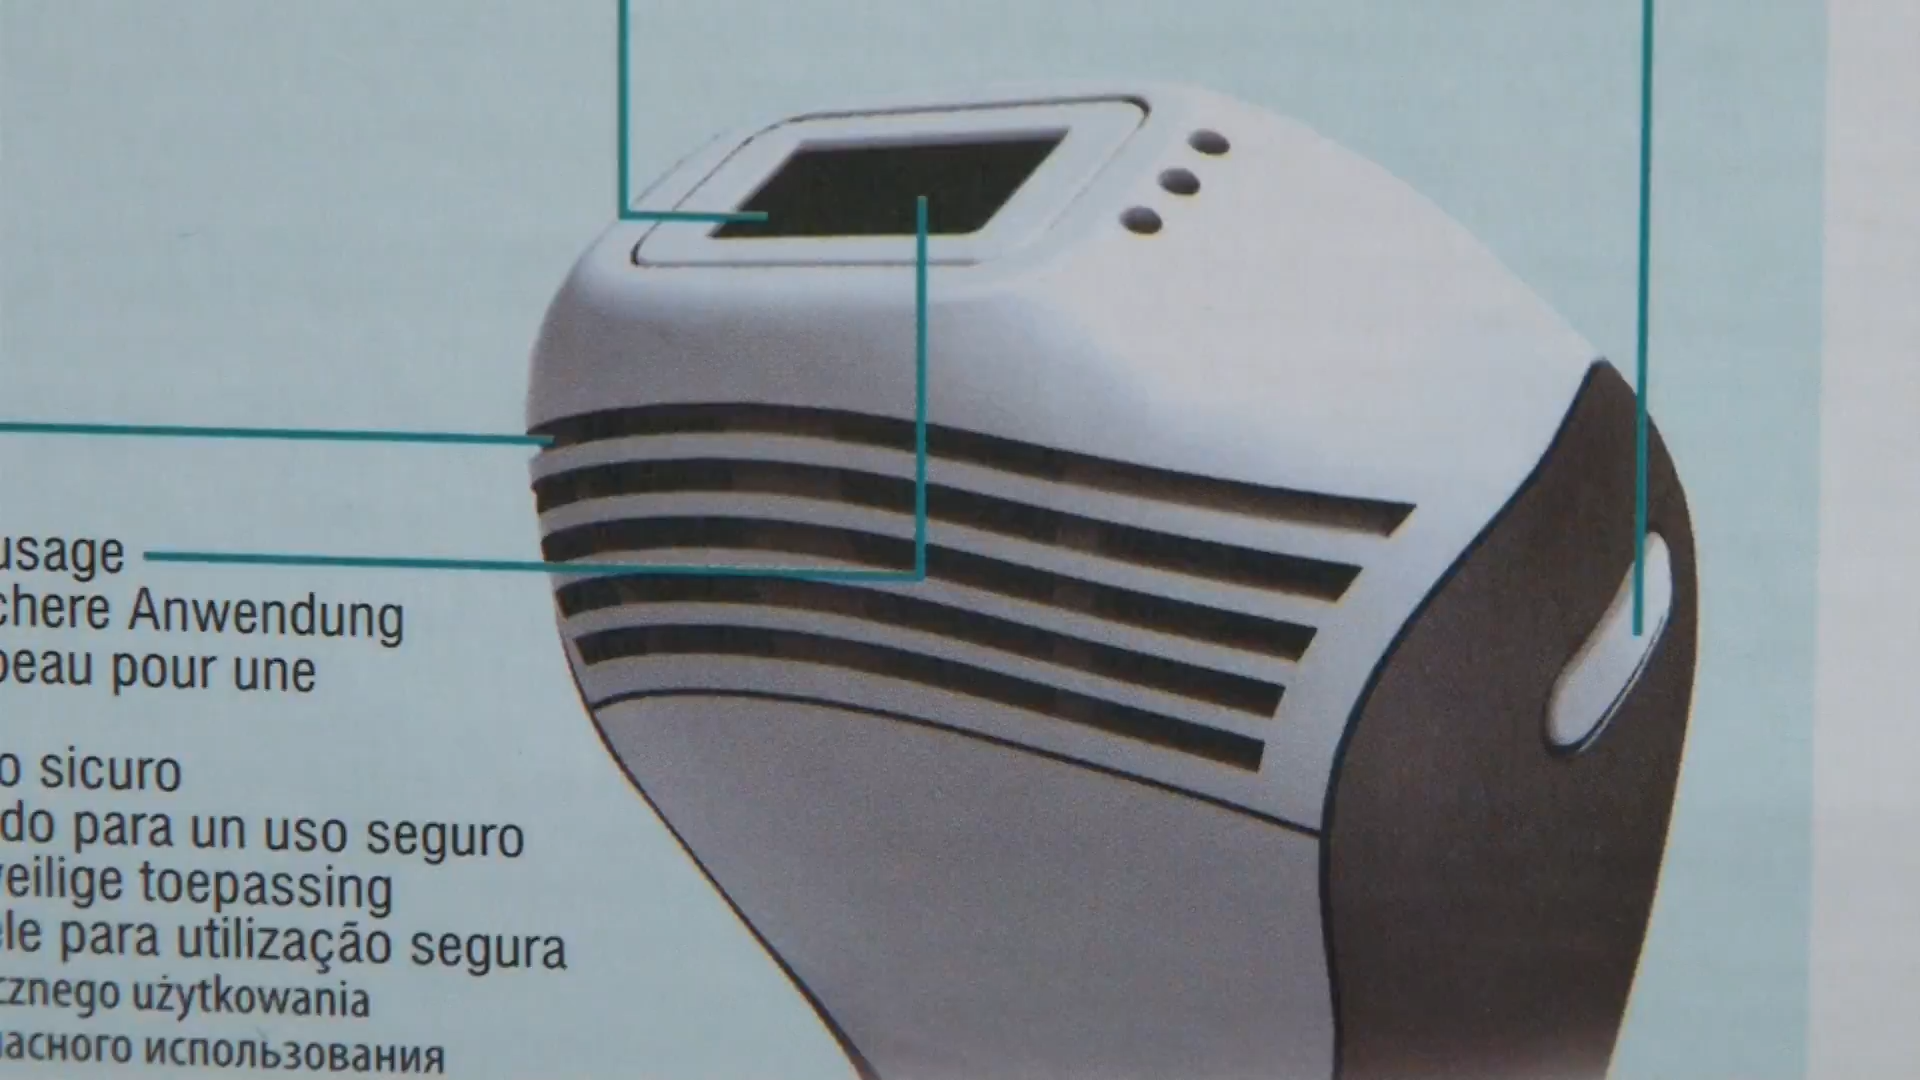 usage
chere Anwendung
beau pour une
o sicuro
do para un uso seguro
veilige toepassing
ele para utilização segura
cznego użytkowania
асного использования